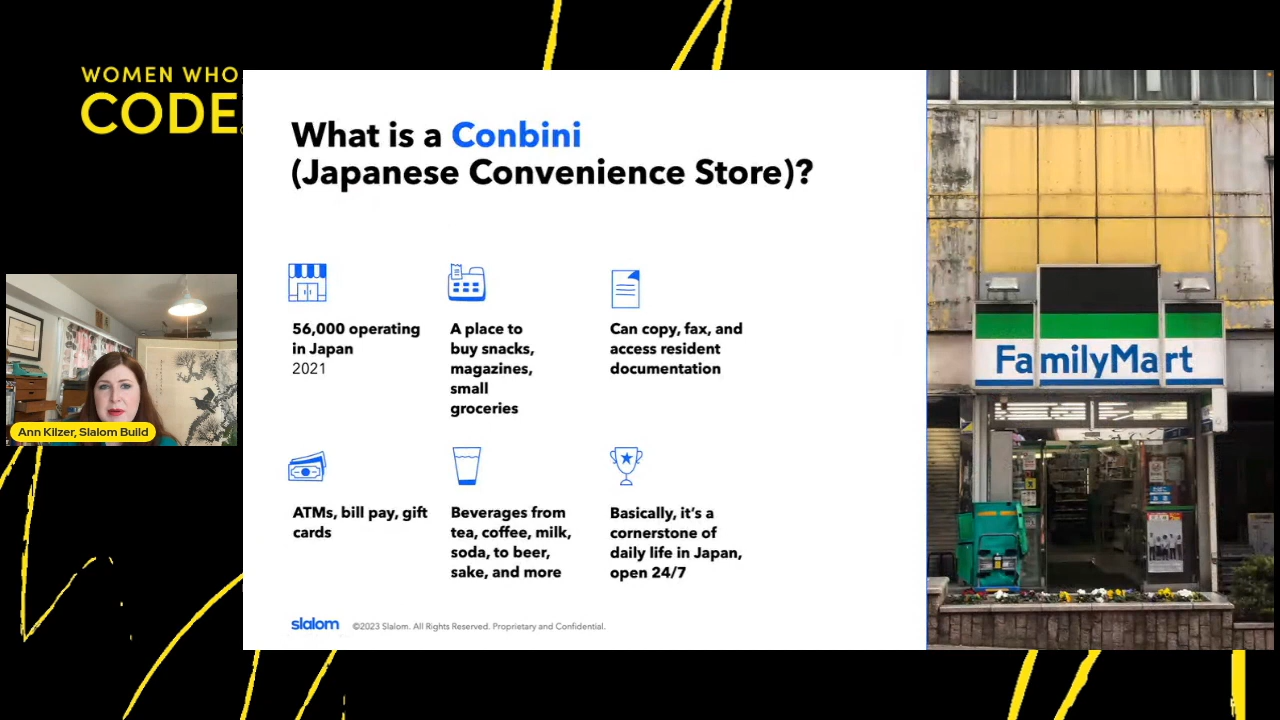 WOMEN WHO
CODE
What is a Conbini
(Japanese Convenience Store)?
56,000 operating
in Japan
2021
A place to
buy snacks,
magazines,
small
groceries
Can copy, fax, and
access resident
documentation
ATMs, bill pay, gift
cards
Beverages from
tea, coffee, milk,
soda, to beer,
sake, and more
Basically, it’s a
cornerstone of
daily life in Japan,
open 24/7
slalom ©2023 Slalom. All Rights Reserved. Proprietary and Confidential.
Ann Kilzer, Slalom Build
FamilyMart